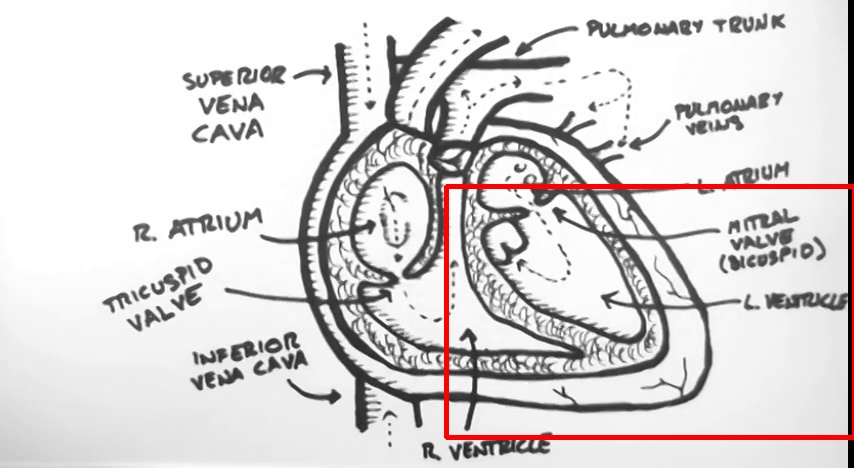 PULMONARY TRUNK
SUPERIOR
VENA
CAVA
PULMONARY
VEINS
L. ATRIUM
R. ATRIUM
MITRAL
VALVE
(BICUSPID)
TRICUSPID
VALVE
L. VENTRICLE
INFERIOR
VENA CAVA
R. VENTRICLE